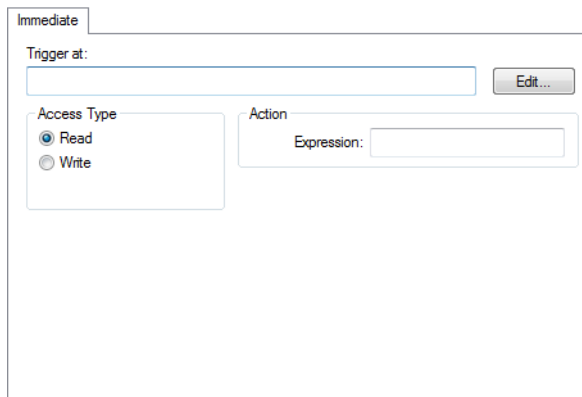 Immediate
Trigger at:
Edit...
Access Type
Action
Read
Expression:
Write